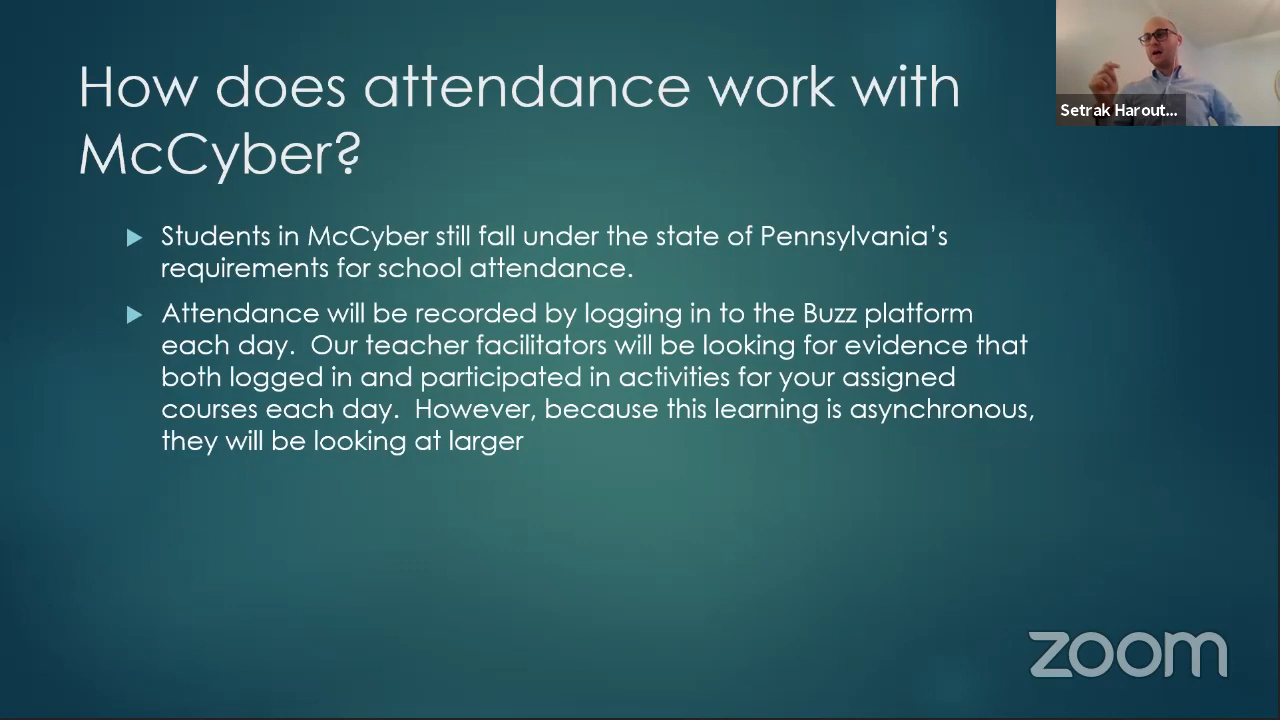 How does attendance work with
McCyber?
Setrak Harout...
Students in McCyber still fall under the state of Pennsylvania's
requirements for school attendance.
Attendance will be recorded by logging in to the Buzz platform
each day.  Our teacher facilitators will be looking for evidence that
both logged in and participated in activities for your assigned
courses each day.  However, because this learning is asynchronous,
they will be looking at larger
zoom